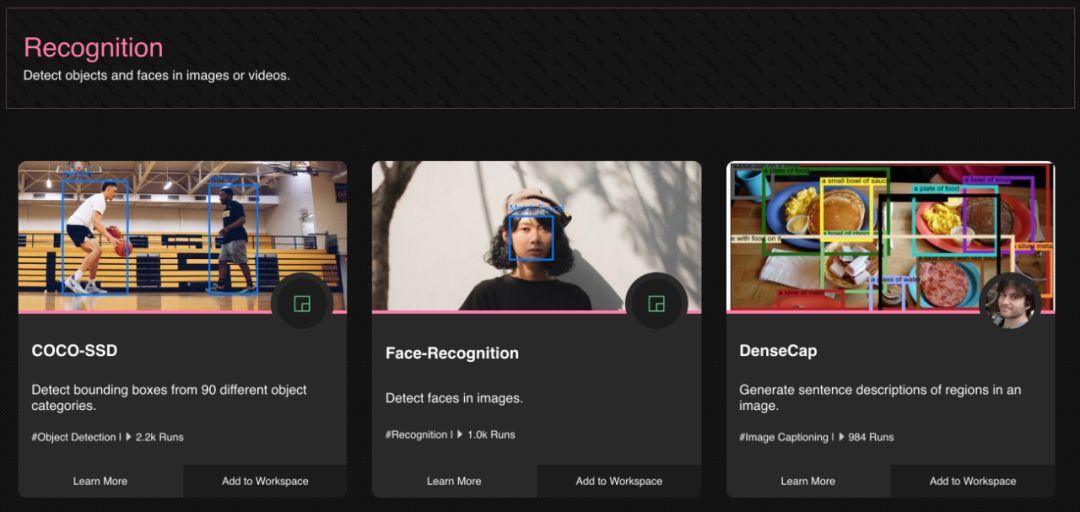 Recognition
Detect objects and faces in images or videos.
a plate of food
a small bowl of sauc
a plate of food
a bowl of
e with food on it
a silver meta
COCO-SSD
Detect bounding boxes from 90 different object
categories.
#Object Detection | 2.2k Runs
Learn More
Add to Workspace
Face-Recognition
Detect faces in images.
#Recognition | 1.0k Runs
Learn More
Add to Workspace
DenseCap
Generate sentence descriptions of regions in an
image.
#Image Captioning | 984 Runs
Learn More
Add to Workspace